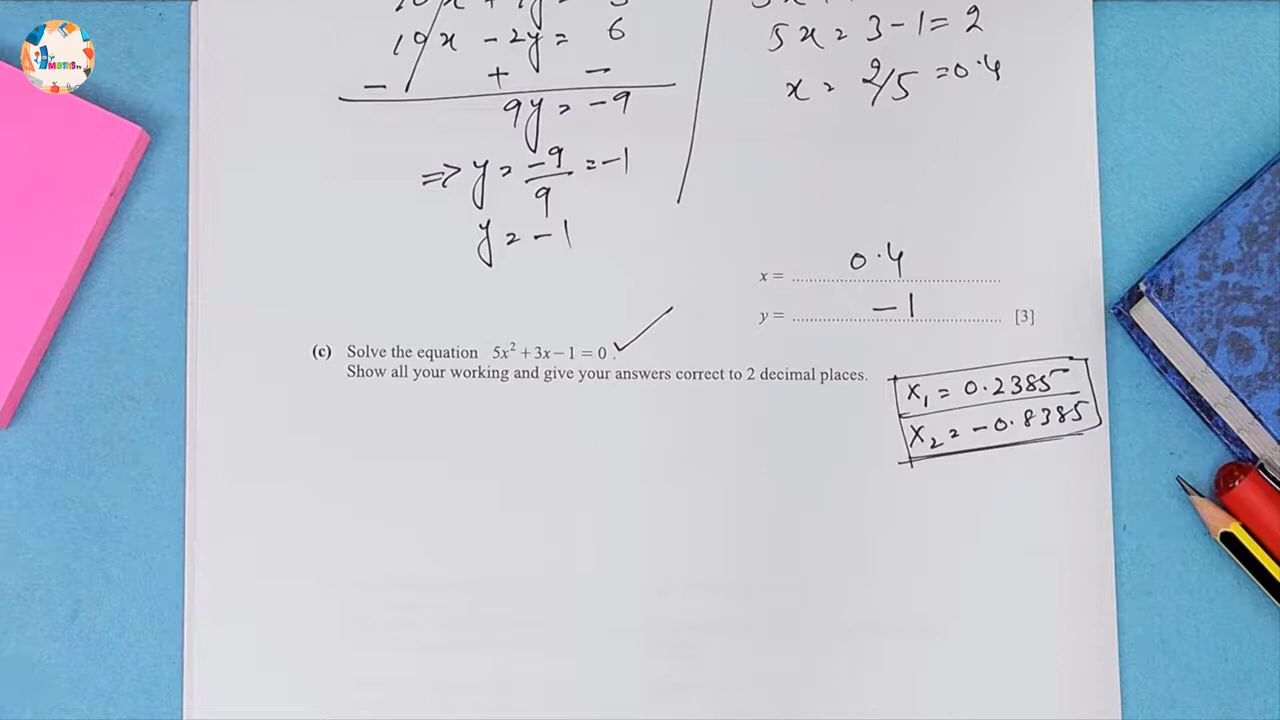 MATHS TV
10x - 2y = 6
- + -
9y = -9
⇒ y = -9/9 = -1
y = -1
5x = 3 - 1 = 2
x = 2/5 = 0.4
x = 0.4
y = -1 [3]
(c) Solve the equation 5x² + 3x - 1 = 0.
Show all your working and give your answers correct to 2 decimal places.
x₁ = 0.2385
x₂ = -0.8385